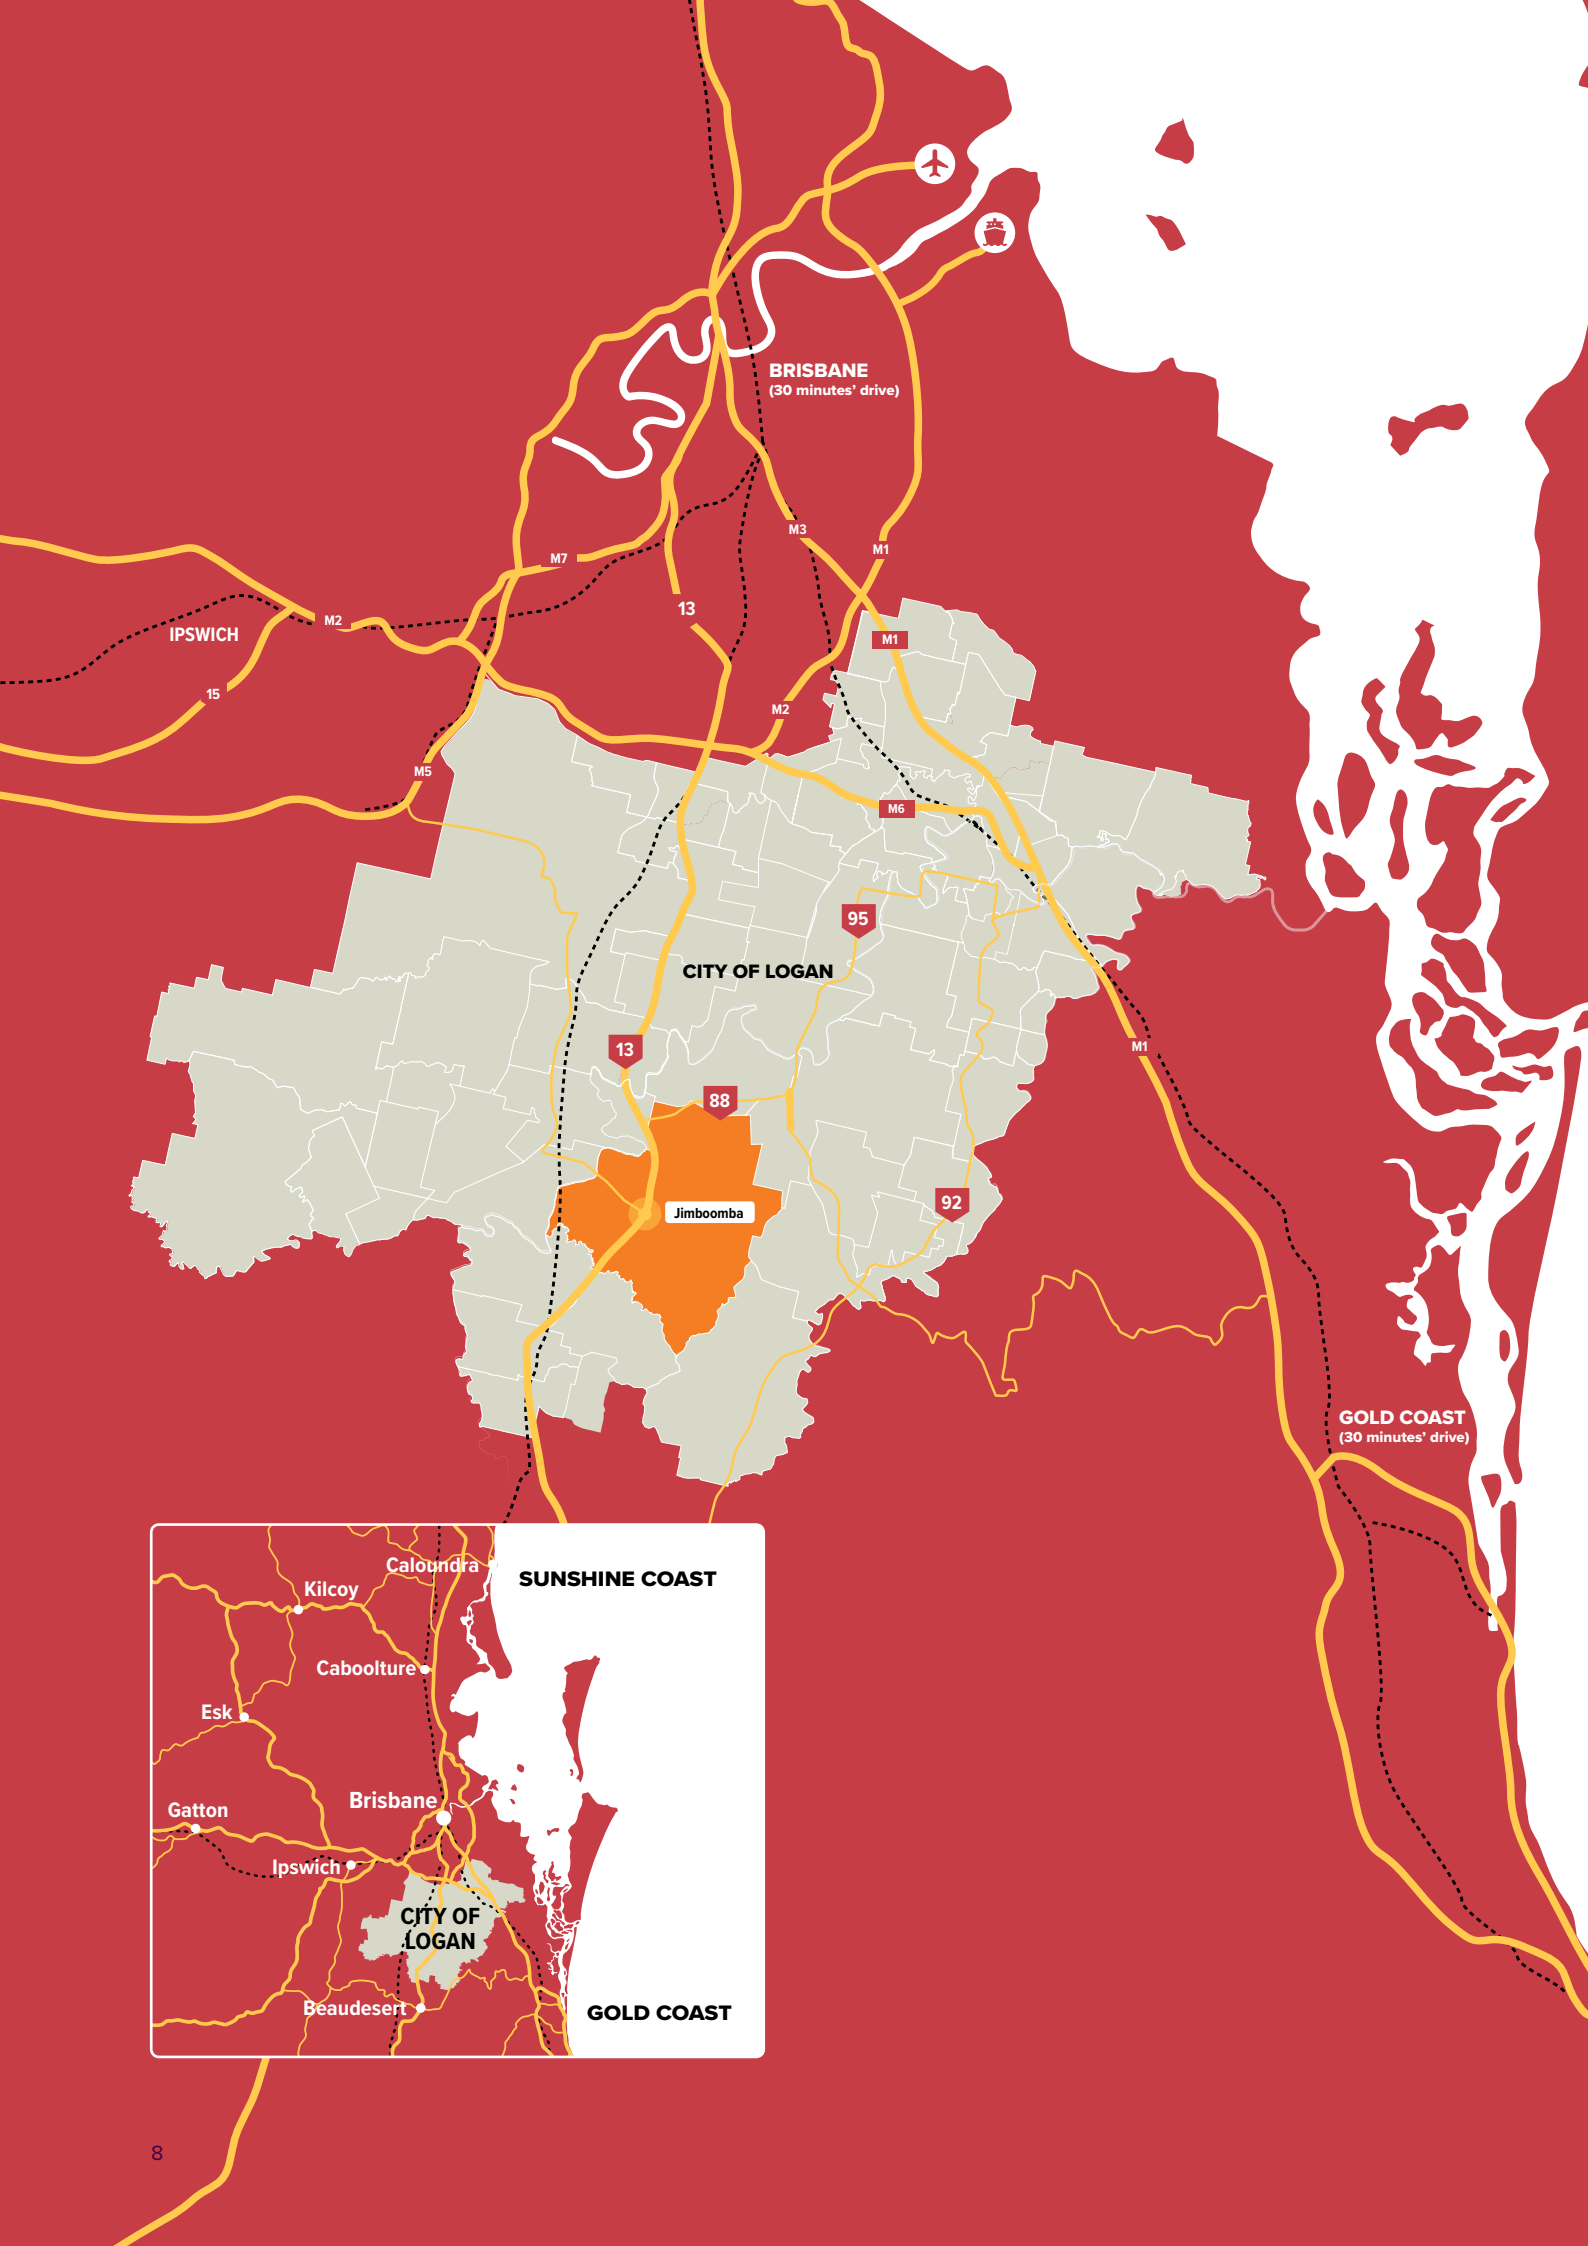 BRISBANE
(30 minutes’ drive)
M3
M1
M7
13
M2
IPSWICH
M1
15
M2
M5
M6
95
CITY OF LOGAN
13
M1
88
92
Jimboomba
GOLD COAST
(30 minutes’ drive)
Caloundra
SUNSHINE COAST
Kilcoy
Caboolture
Esk
Brisbane
Gatton
Ipswich
CITY OF
LOGAN
Beaudesert
GOLD COAST
8